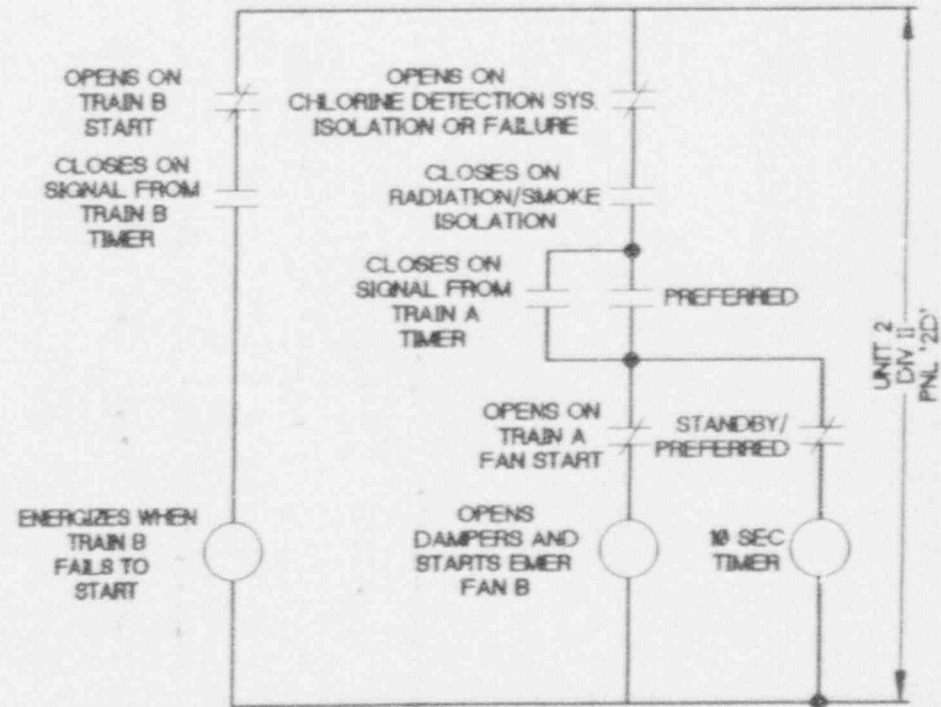 OPENS ON
TRAIN B
START
OPENS ON
CHLORINE DETECTION SYS.
ISOLATION OR FAILURE
CLOSES ON
SIGNAL FROM
TRAIN B
TIMER
CLOSES ON
RADIATION/SMOKE
ISOLATION
CLOSES ON
SIGNAL FROM
TRAIN A
TIMER
PREFERRED
OPENS ON
TRAIN A
FAN START
STANDBY/
PREFERRED
ENERGIZES WHEN
TRAIN B
FAILS TO
START
OPENS
DAMPERS AND
STARTS EMER
FAN B
10 SEC
TIMER
UNIT 2
DIV II
PNL '2D'